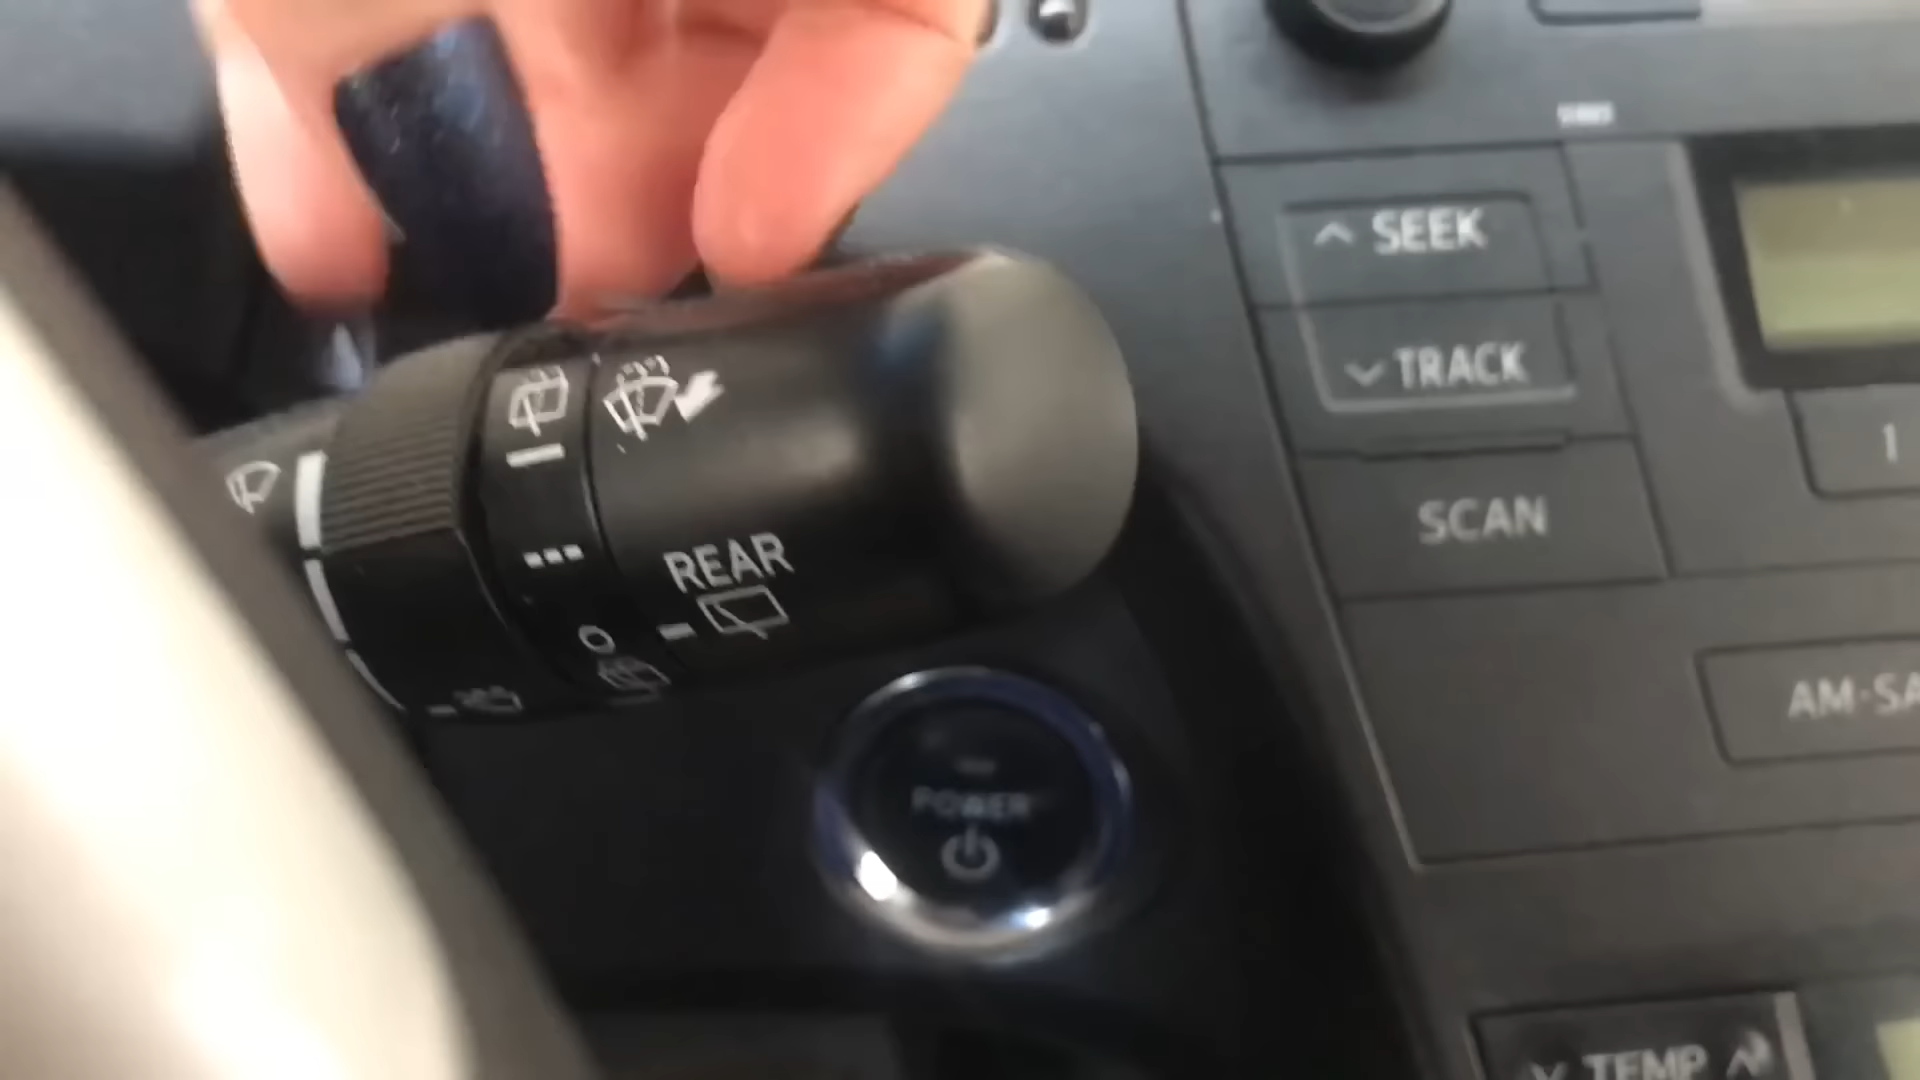 SEEK
TRACK
SCAN
1
AM·SA
REAR
O
POWER
TEMP